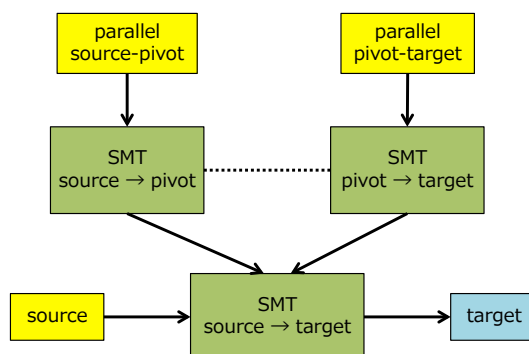 parallel
source-pivot
parallel
pivot-target
SMT
source → pivot
SMT
pivot → target
source
SMT
source → target
target